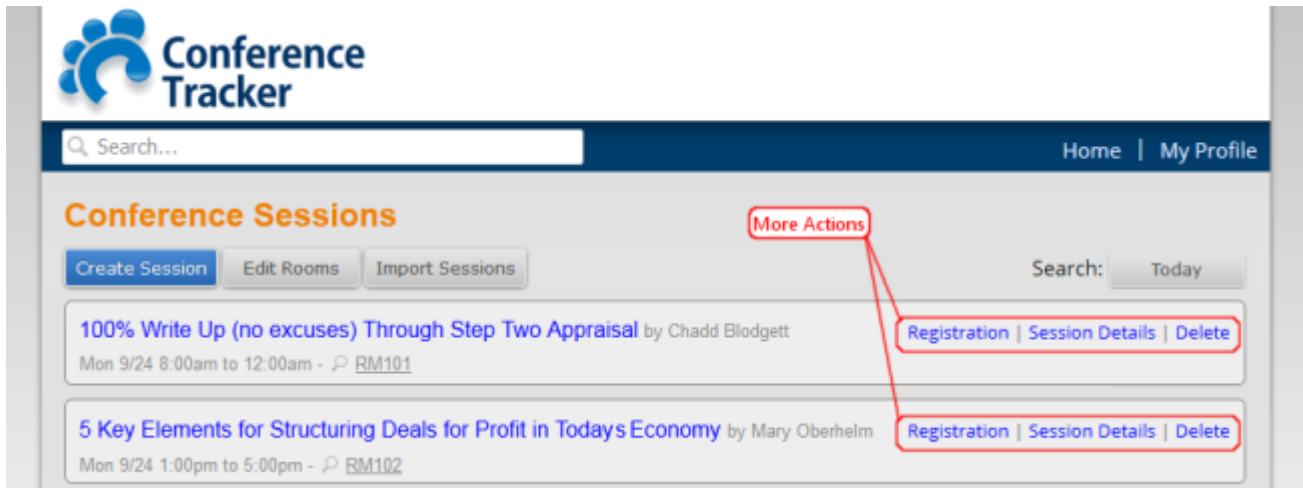 Conference
Tracker
Search...
Home | My Profile
Conference Sessions
More Actions
Create Session Edit Rooms Import Sessions Search: Today
100% Write Up (no excuses) Through Step Two Appraisal by Chadd Blodgett Registration | Session Details | Delete
Mon 9/24 8:00am to 12:00am - RM101
5 Key Elements for Structuring Deals for Profit in Today s Economy by Mary Oberhelm Registration | Session Details | Delete
Mon 9/24 1:00pm to 5:00pm - RM102